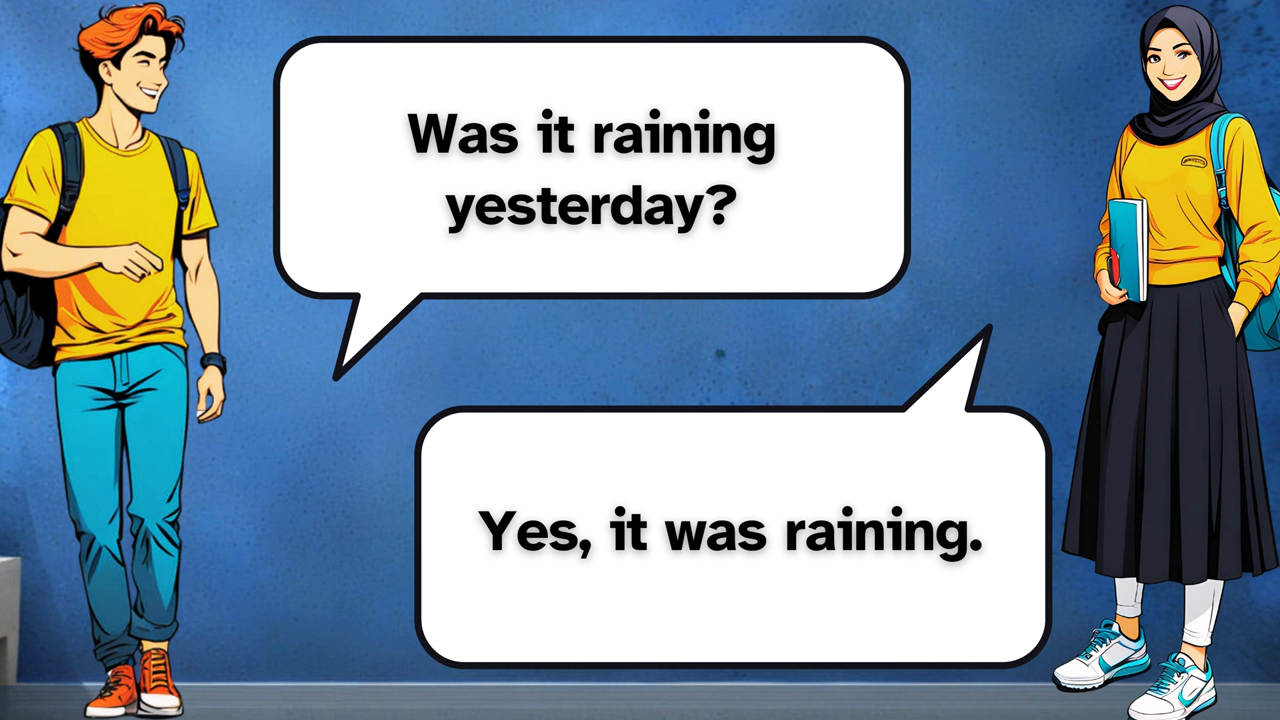 Was it raining
yesterday?
Yes, it was raining.